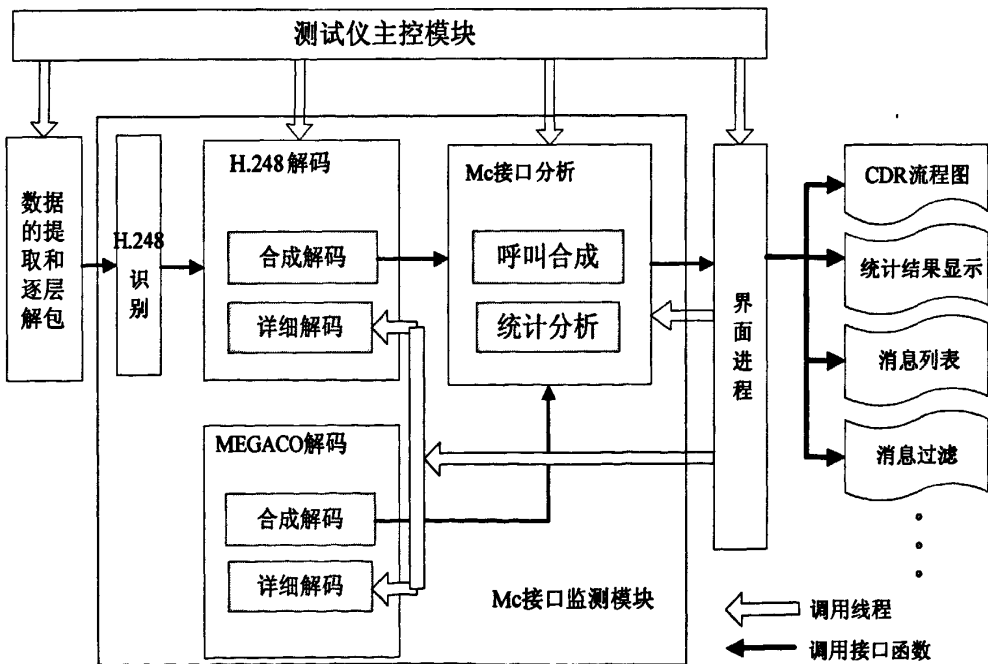 测试仪主控模块
数据
的提
取和
逐层
解包
H.248
识
别
H.248解码
合成解码
详细解码
MEGACO解码
合成解码
详细解码
Mc接口分析
呼叫合成
统计分析
Mc接口监测模块
界
面
进
程
CDR流程图
统计结果显示
消息列表
消息过滤
调用线程
调用接口函数